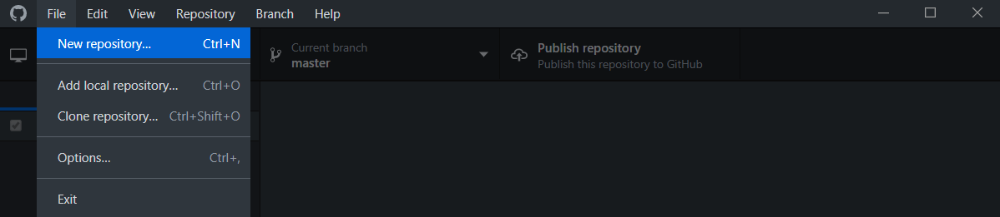 File Edit View Repository Branch Help
New repository... Ctrl+N
Current branch
master
Publish repository
Publish this repository to GitHub
Add local repository... Ctrl+O
Clone repository... Ctrl+Shift+O
Options... Ctrl+,
Exit